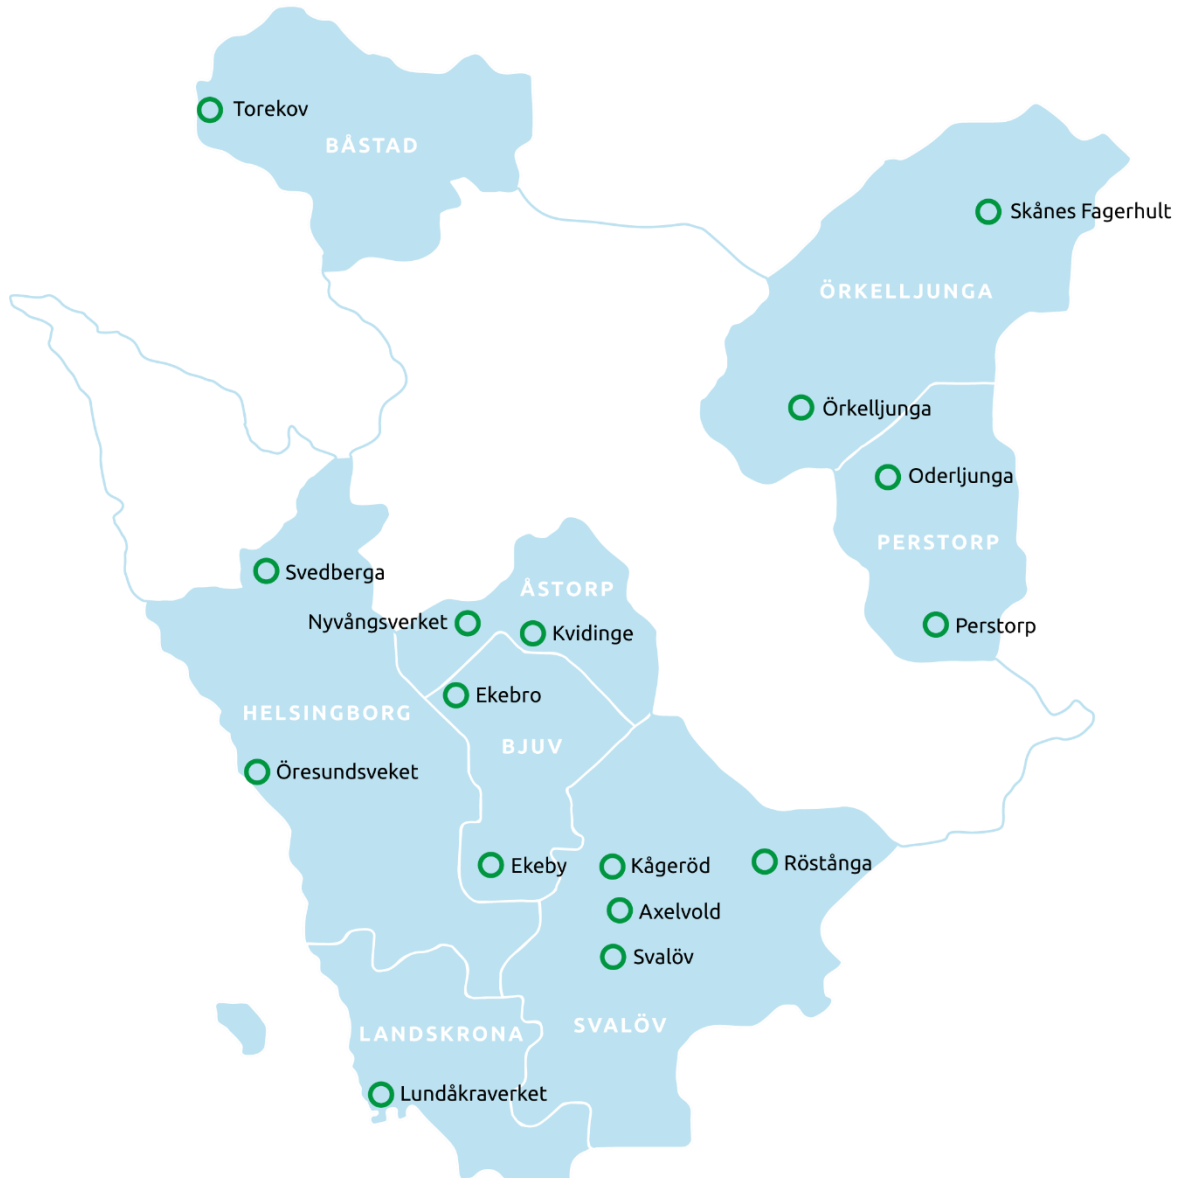 Torekov
BÅSTAD
Skånes Fagerhult
ÖRKELLJUNGA
Örkelljunga
Oderljunga
PERSTORP
Svedberga
ÅSTORP
Nyvångsverket
Kvidinge
Perstorp
Ekebro
HELSINGBORG
BJUV
Öresundsveket
Ekeby
Kågeröd
Röstånga
Axelvold
Svalöv
SVALÖV
LANDSKRONA
Lundåkraverket